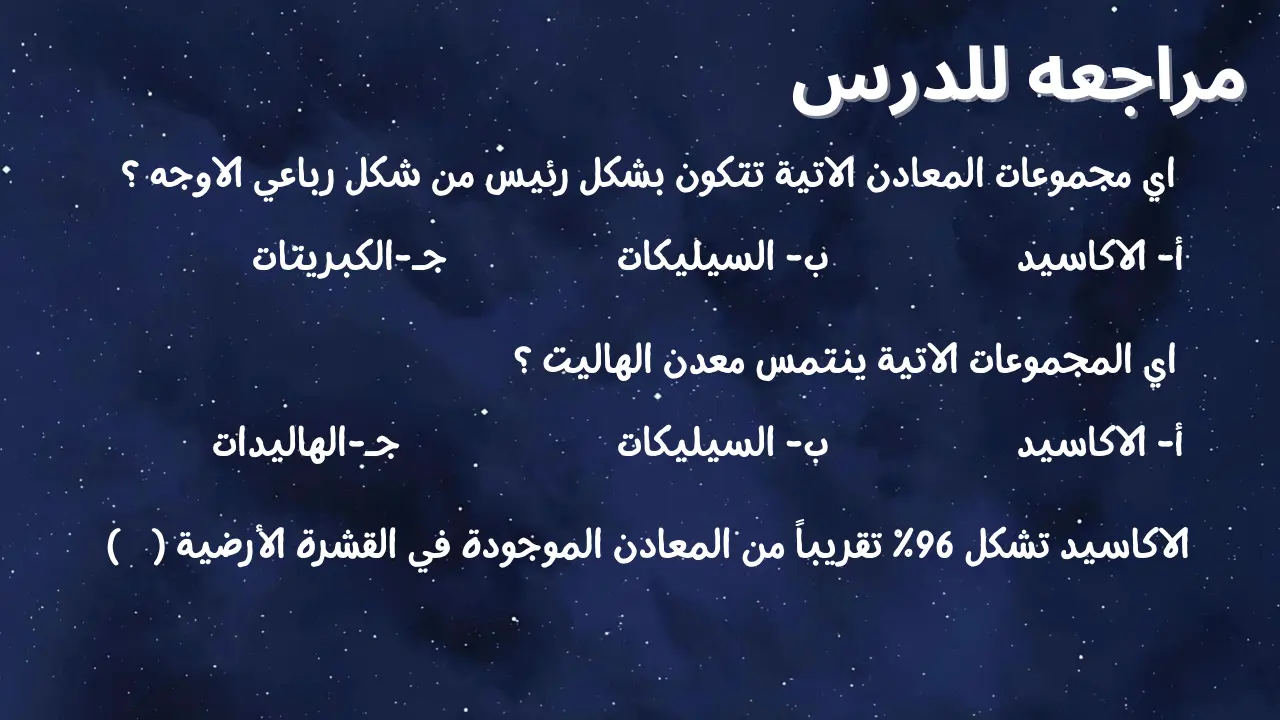 مراجعه للدرس
اي مجموعات المعادن الاتية تتكون بشكل رئيس من شكل رباعي الاوجه ؟
أ- الاكاسيد ب- السيليكات جـ-الكبريتات
اي المجموعات الاتية ينتمس معدن الهاليت ؟
أ- الاكاسيد ب- السيليكات جـ-الهاليدات
الاكاسيد تشكل 96% تقريباً من المعادن الموجودة في القشرة الأرضية ( )